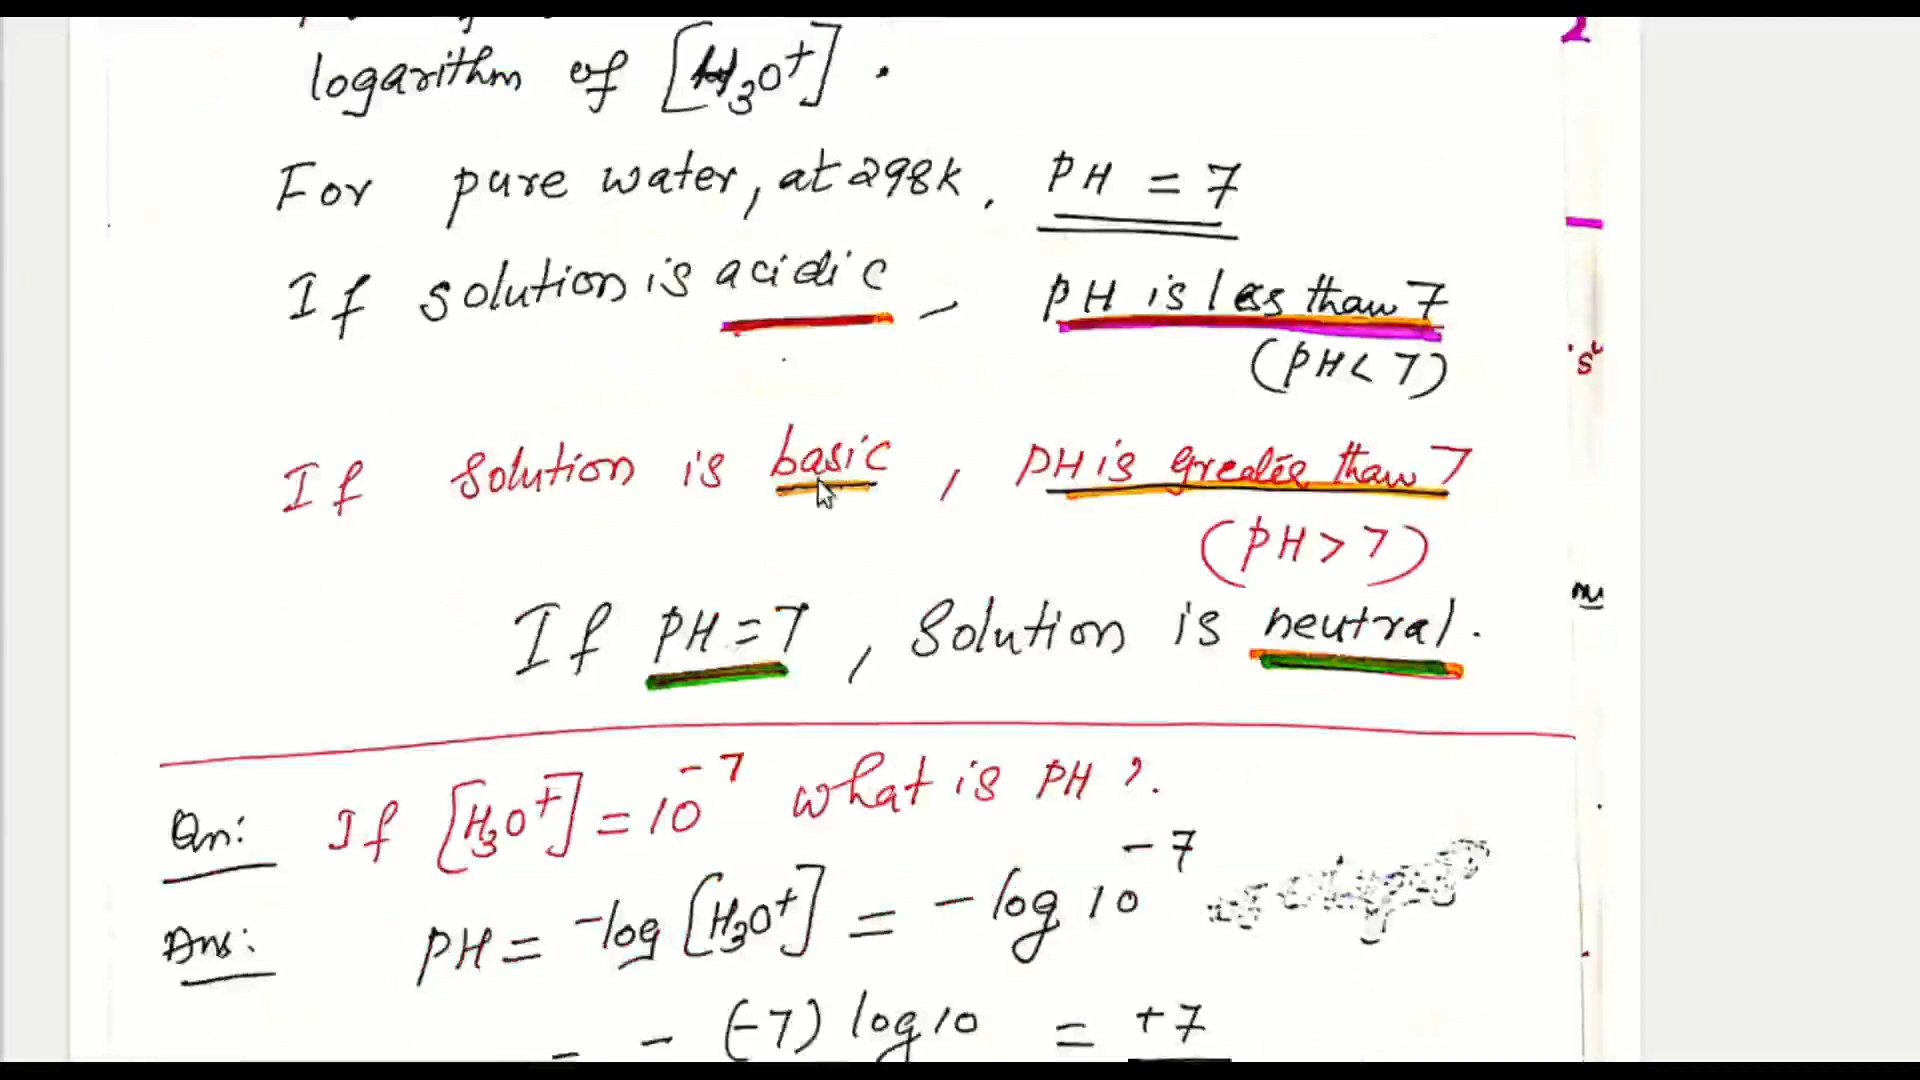 logarithm of [H₃O⁺].
For pure water, at 298K, PH = 7
If solution is acidic, PH is less than 7
(PH < 7)
If solution is basic, PH is greater than 7
(PH > 7)
If PH = 7, solution is neutral.
Qn: If [H₃O⁺] = 10⁻⁷ what is PH?
Ans: PH = -log [H₃O⁺] = -log 10⁻⁷
= - (-7) log 10 = +7